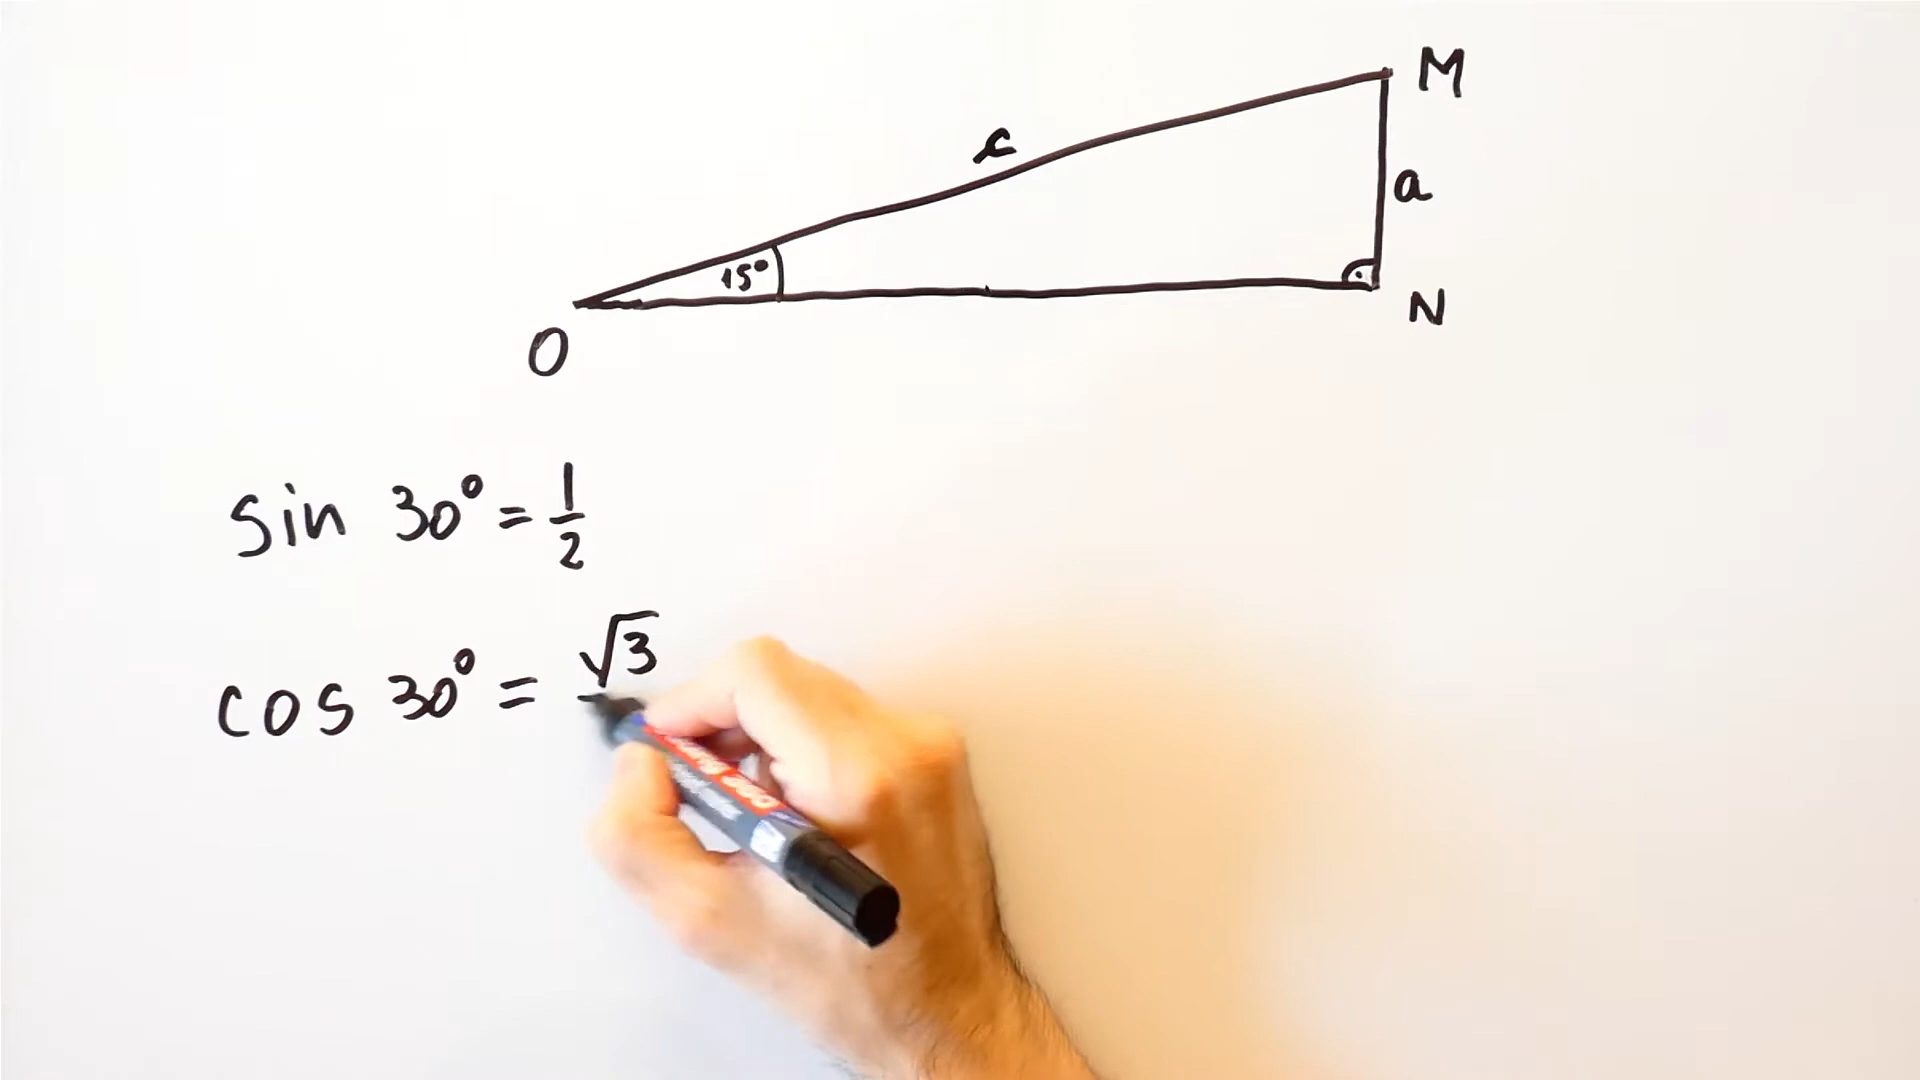 M
c
a
15°
N
O
sin 30° = 1/2
cos 30° = √3